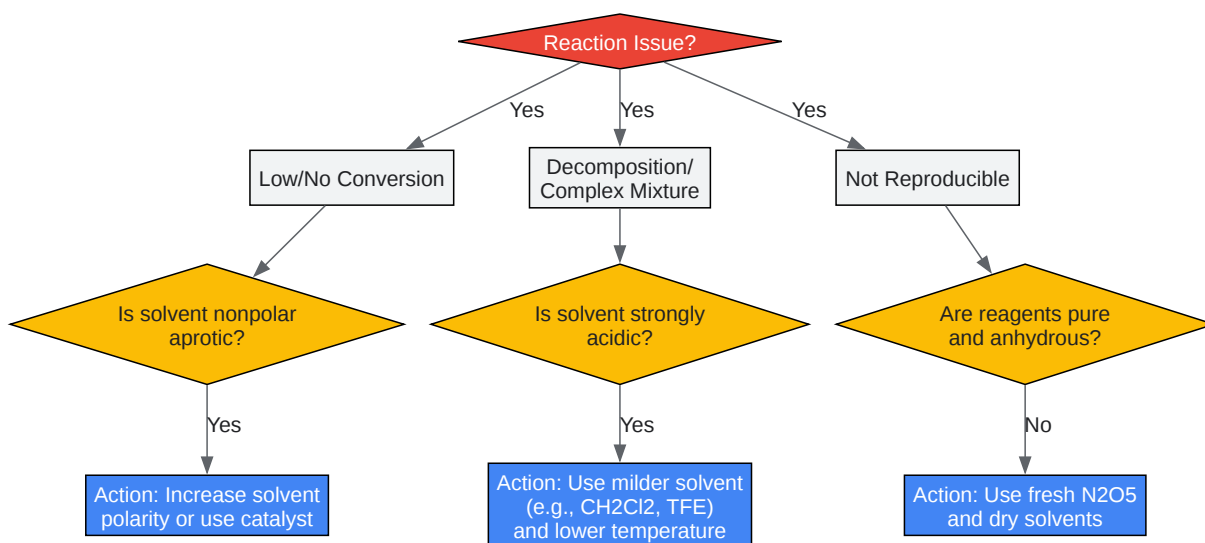 Reaction Issue?
Yes
Yes
Yes
Low/No Conversion
Decomposition/
Complex Mixture
Not Reproducible
Is solvent nonpolar
aprotic?
Is solvent strongly
acidic?
Are reagents pure
and anhydrous?
Yes
Yes
No
Action: Increase solvent
polarity or use catalyst
Action: Use milder solvent
(e.g., CH2Cl2, TFE)
and lower temperature
Action: Use fresh N2O5
and dry solvents